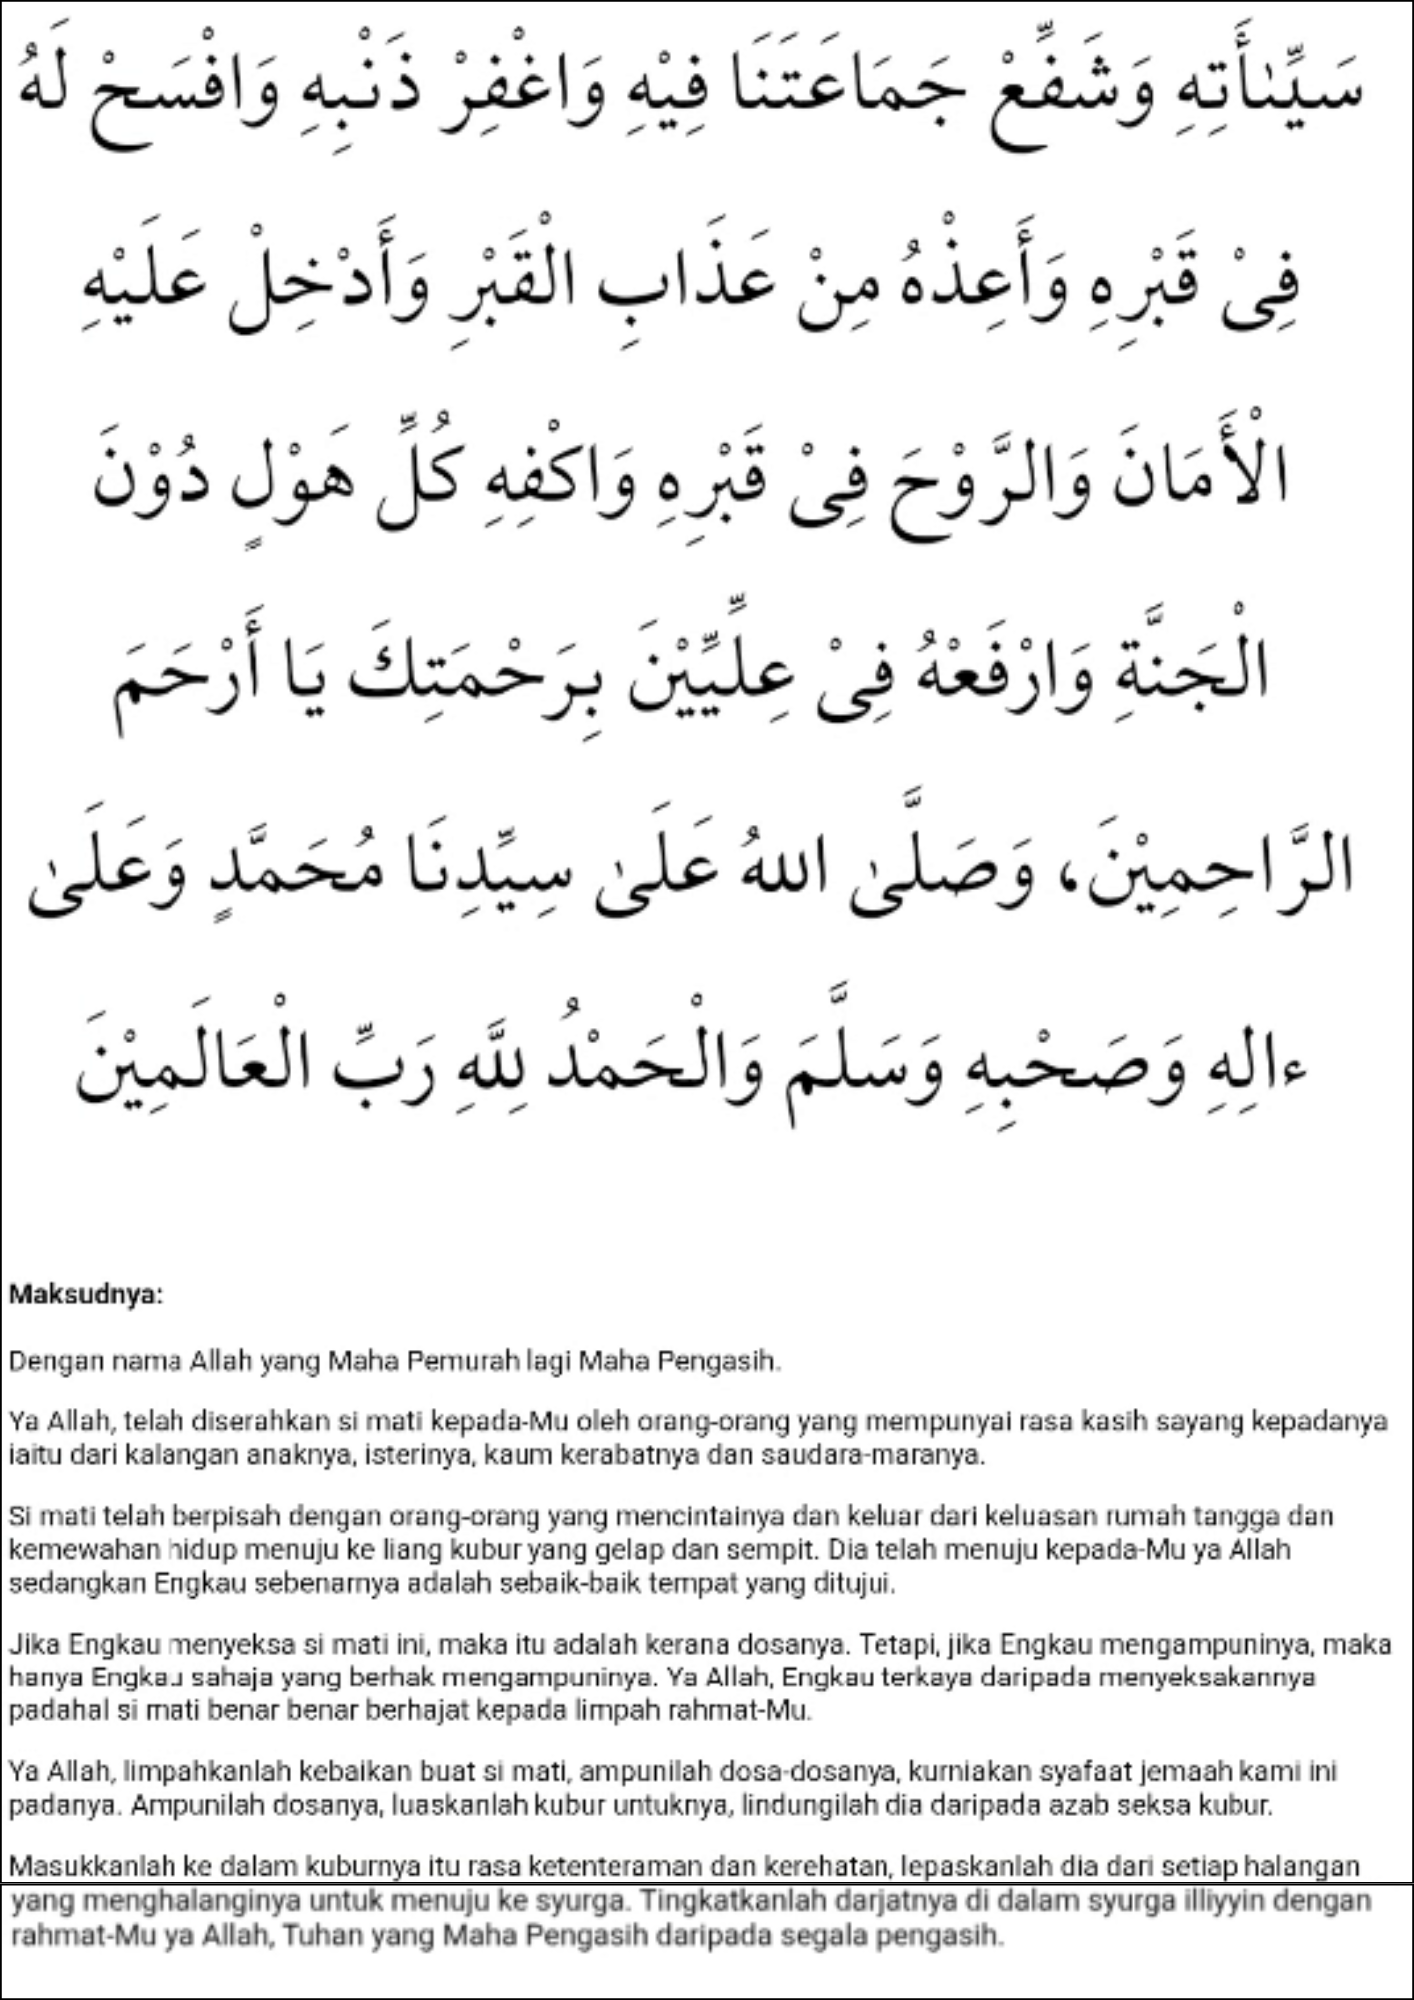 سَيِّىٰأَتِهِ وَشَفِّعْ جَمَاعَتَنَا فِيْهِ وَاغْفِرْ ذَنْبِهِ وَافْسَحْ لَهُ
فِىْ قَبْرِهِ وَأَعِذْهُ مِنْ عَذَابِ الْقَبْرِ وَأَدْخِلْ عَلَيْهِ
الْأَمَانَ وَالرَّوْحَ فِىْ قَبْرِهِ وَاكْفِهِ كُلِّ هَوْلٍ دُوْنَ
الْجَنَّةِ وَارْفَعْهُ فِىْ عِلِّيِّيْنَ بِرَحْمَتِكَ يَا أَرْحَمَ
الرَّاحِمِيْنَ، وَصَلَّىٰ اللهُ عَلَىٰ سِيِّدِنَا مُحَمَّدٍ وَعَلَىٰ
ءالِهِ وَصَحْبِهِ وَسَلَّمَ وَالْحَمْدُ لِلَّهِ رَبِّ الْعَالَمِيْنَ
Maksudnya:
Dengan nama Allah yang Maha Pemurah lagi Maha Pengasih.
Ya Allah, telah diserahkan si mati kepada-Mu oleh orang-orang yang mempunyai rasa kasih sayang kepadanya
iaitu dari kalangan anaknya, isterinya, kaum kerabatnya dan saudara-maranya.
Si mati telah berpisah dengan orang-orang yang mencintainya dan keluar dari keluasan rumah tangga dan
kemewahan hidup menuju ke liang kubur yang gelap dan sempit. Dia telah menuju kepada-Mu ya Allah
sedangkan Engkau sebenarnya adalah sebaik-baik tempat yang ditujui.
Jika Engkau menyeksa si mati ini, maka itu adalah kerana dosanya. Tetapi, jika Engkau mengampuninya, maka
hanya Engkau sahaja yang berhak mengampuninya. Ya Allah, Engkau terkaya daripada menyeksakannya
padahal si mati benar benar berhajat kepada limpah rahmat-Mu.
Ya Allah, limpahkanlah kebaikan buat si mati, ampunilah dosa-dosanya, kurniakan syafaat jemaah kami ini
padanya. Ampunilah dosanya, luaskanlah kubur untuknya, lindungilah dia daripada azab seksa kubur.
Masukkanlah ke dalam kuburnya itu rasa ketenteraman dan kerehatan, lepaskanlah dia dari setiap halangan
yang menghalanginya untuk menuju ke syurga. Tingkatkanlah darjatnya di dalam syurga illiyyin dengan
rahmat-Mu ya Allah, Tuhan yang Maha Pengasih daripada segala pengasih.